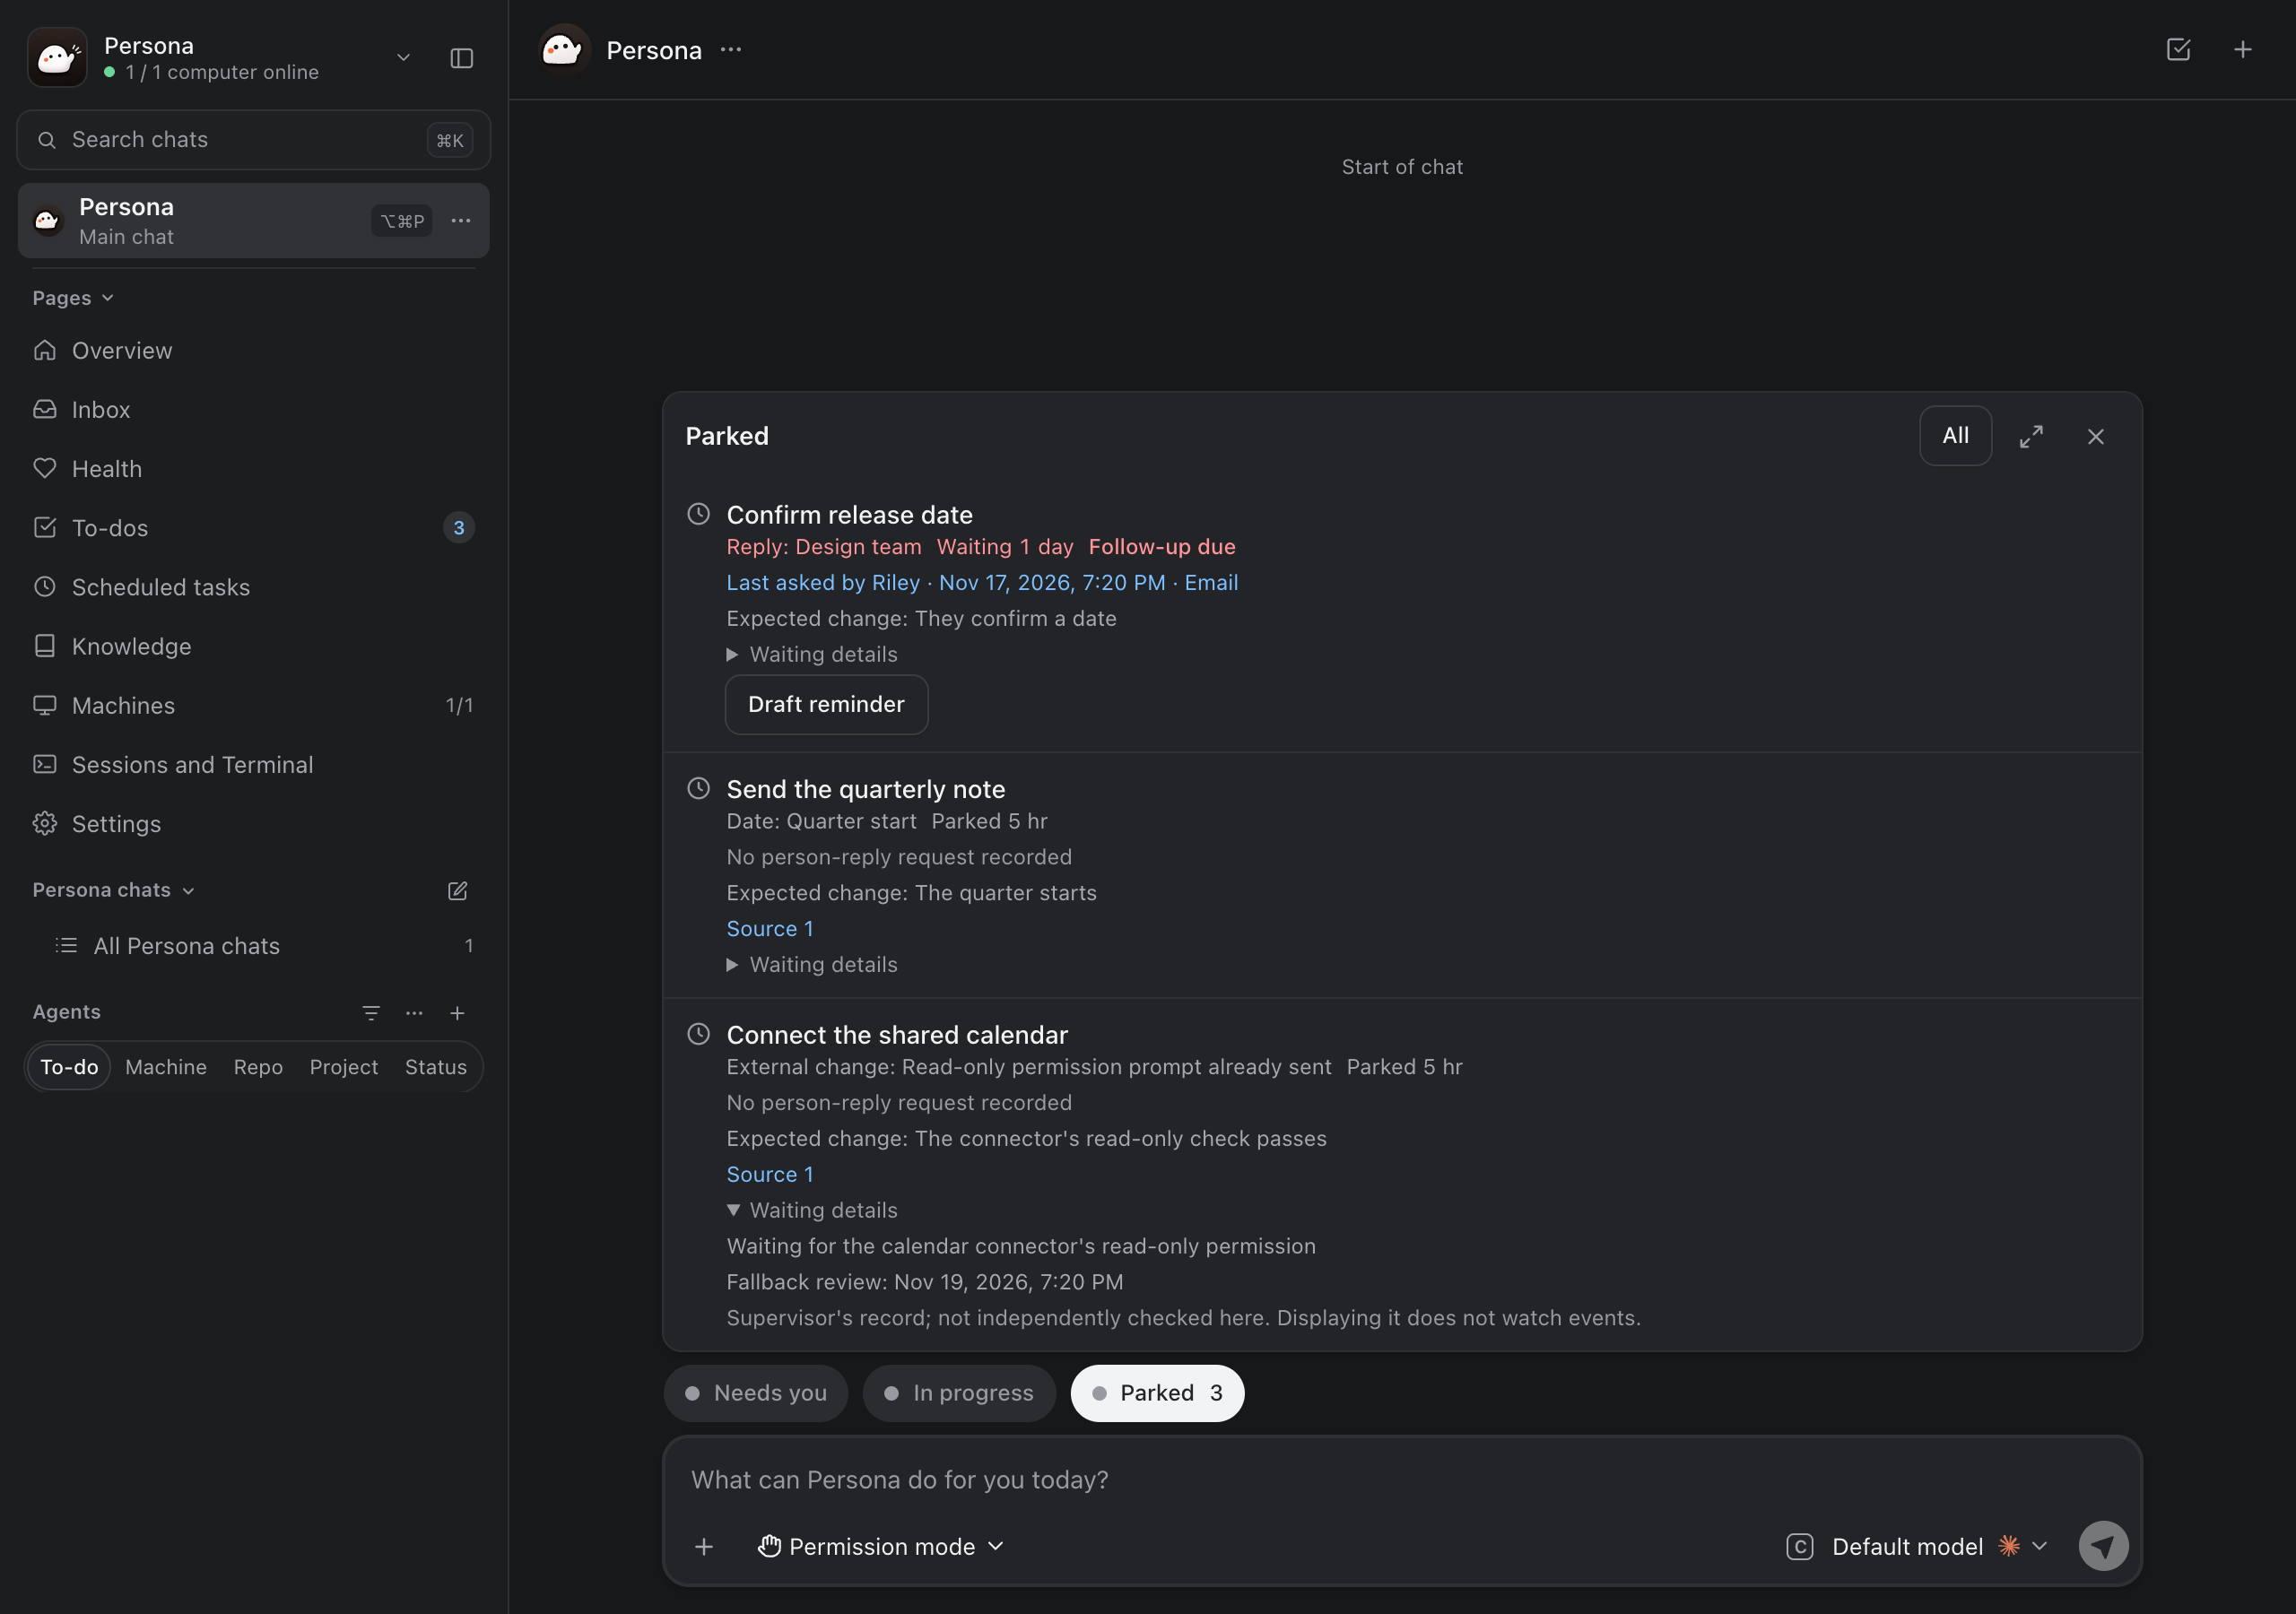 Persona
1 / 1 computer online
Search chats
⌘K
Persona
Main chat
⌥⌘P
Pages
Overview
Inbox
Health
To-dos
3
Scheduled tasks
Knowledge
Machines
1/1
Sessions and Terminal
Settings
Persona chats
All Persona chats
1
Agents
To-do Machine Repo Project Status
Persona
Start of chat
Parked
All
Confirm release date
Reply: Design team Waiting 1 day Follow-up due
Last asked by Riley · Nov 17, 2026, 7:20 PM · Email
Expected change: They confirm a date
Waiting details
Draft reminder
Send the quarterly note
Date: Quarter start Parked 5 hr
No person-reply request recorded
Expected change: The quarter starts
Source 1
Waiting details
Connect the shared calendar
External change: Read-only permission prompt already sent Parked 5 hr
No person-reply request recorded
Expected change: The connector's read-only check passes
Source 1
Waiting details
Waiting for the calendar connector's read-only permission
Fallback review: Nov 19, 2026, 7:20 PM
Supervisor's record; not independently checked here. Displaying it does not watch events.
Needs you
In progress
Parked 3
What can Persona do for you today?
Permission mode
C
Default model